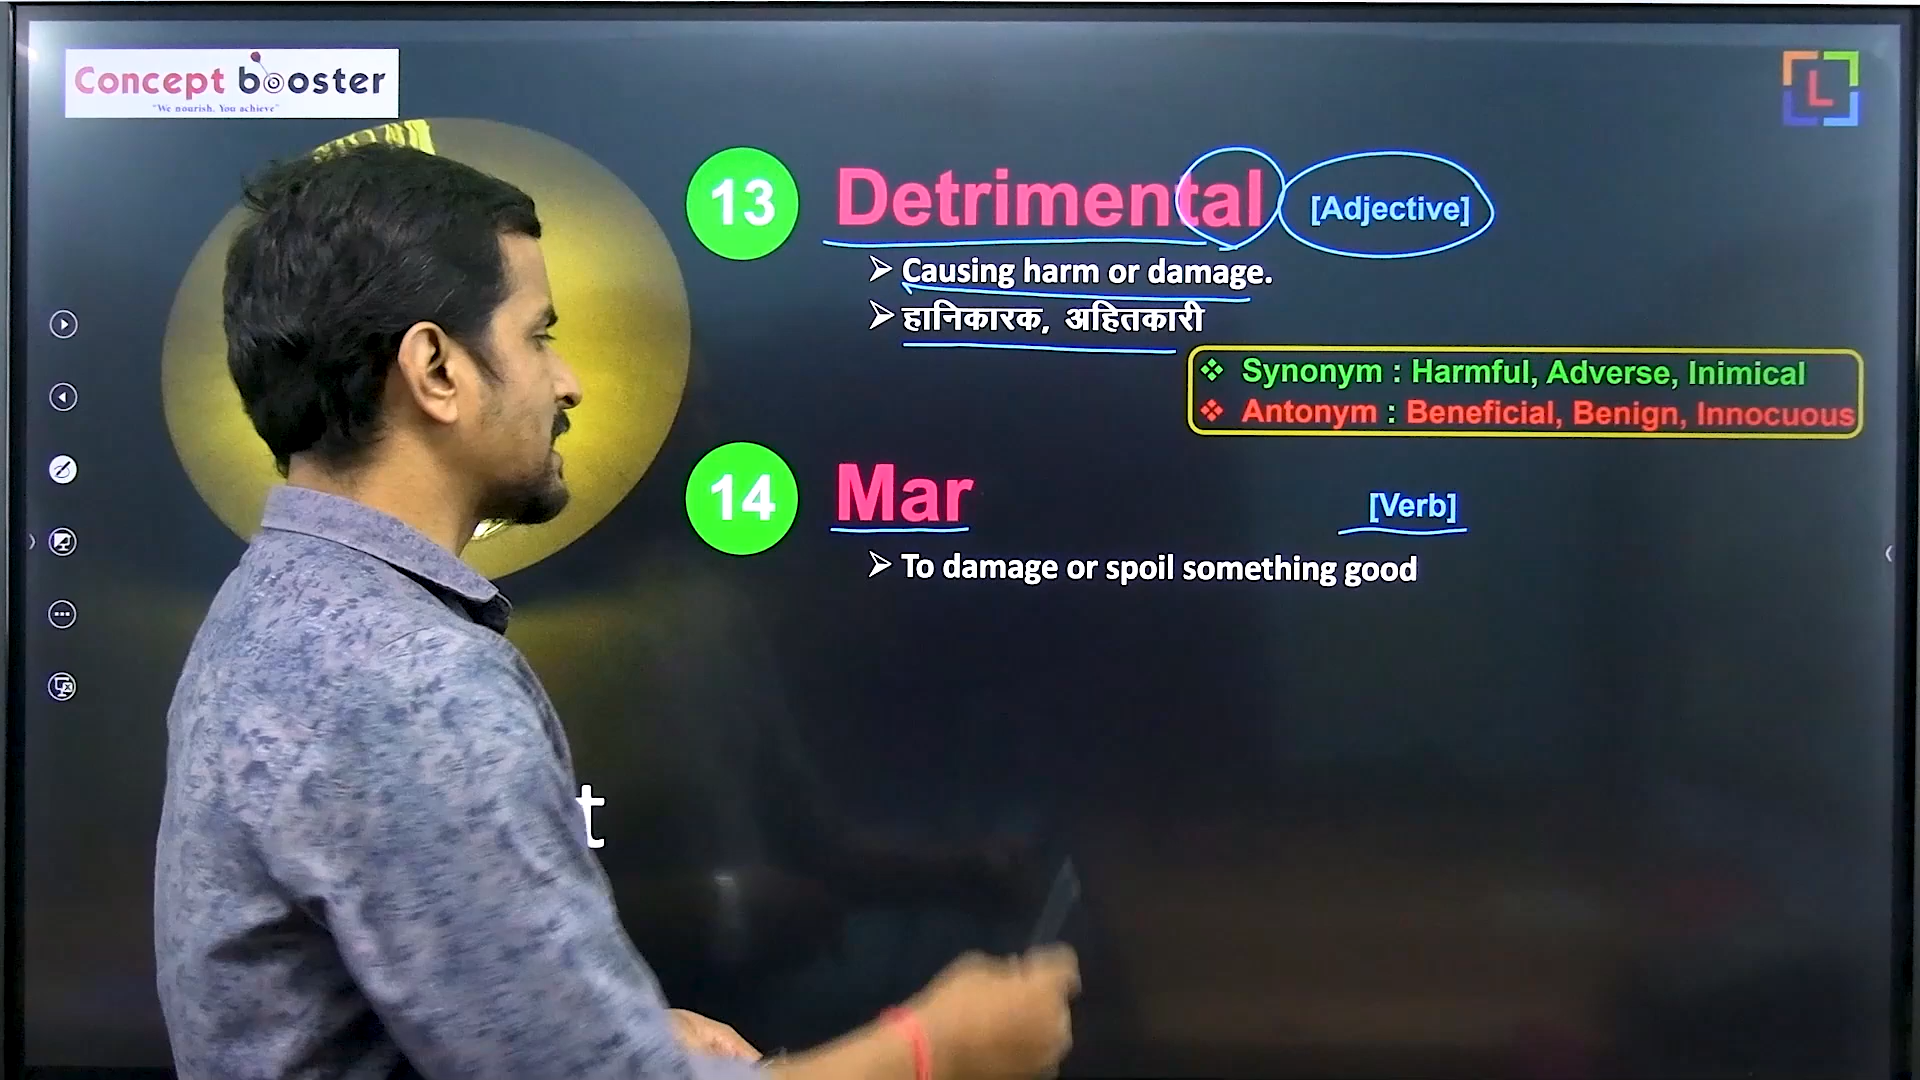 Concept booster
"We nourish, You achieve"
L
13 Detrimental [Adjective]
Causing harm or damage.
हानिकारक, अहितकारी
Synonym : Harmful, Adverse, Inimical
Antonym : Beneficial, Benign, Innocuous
14 Mar [Verb]
To damage or spoil something good
t